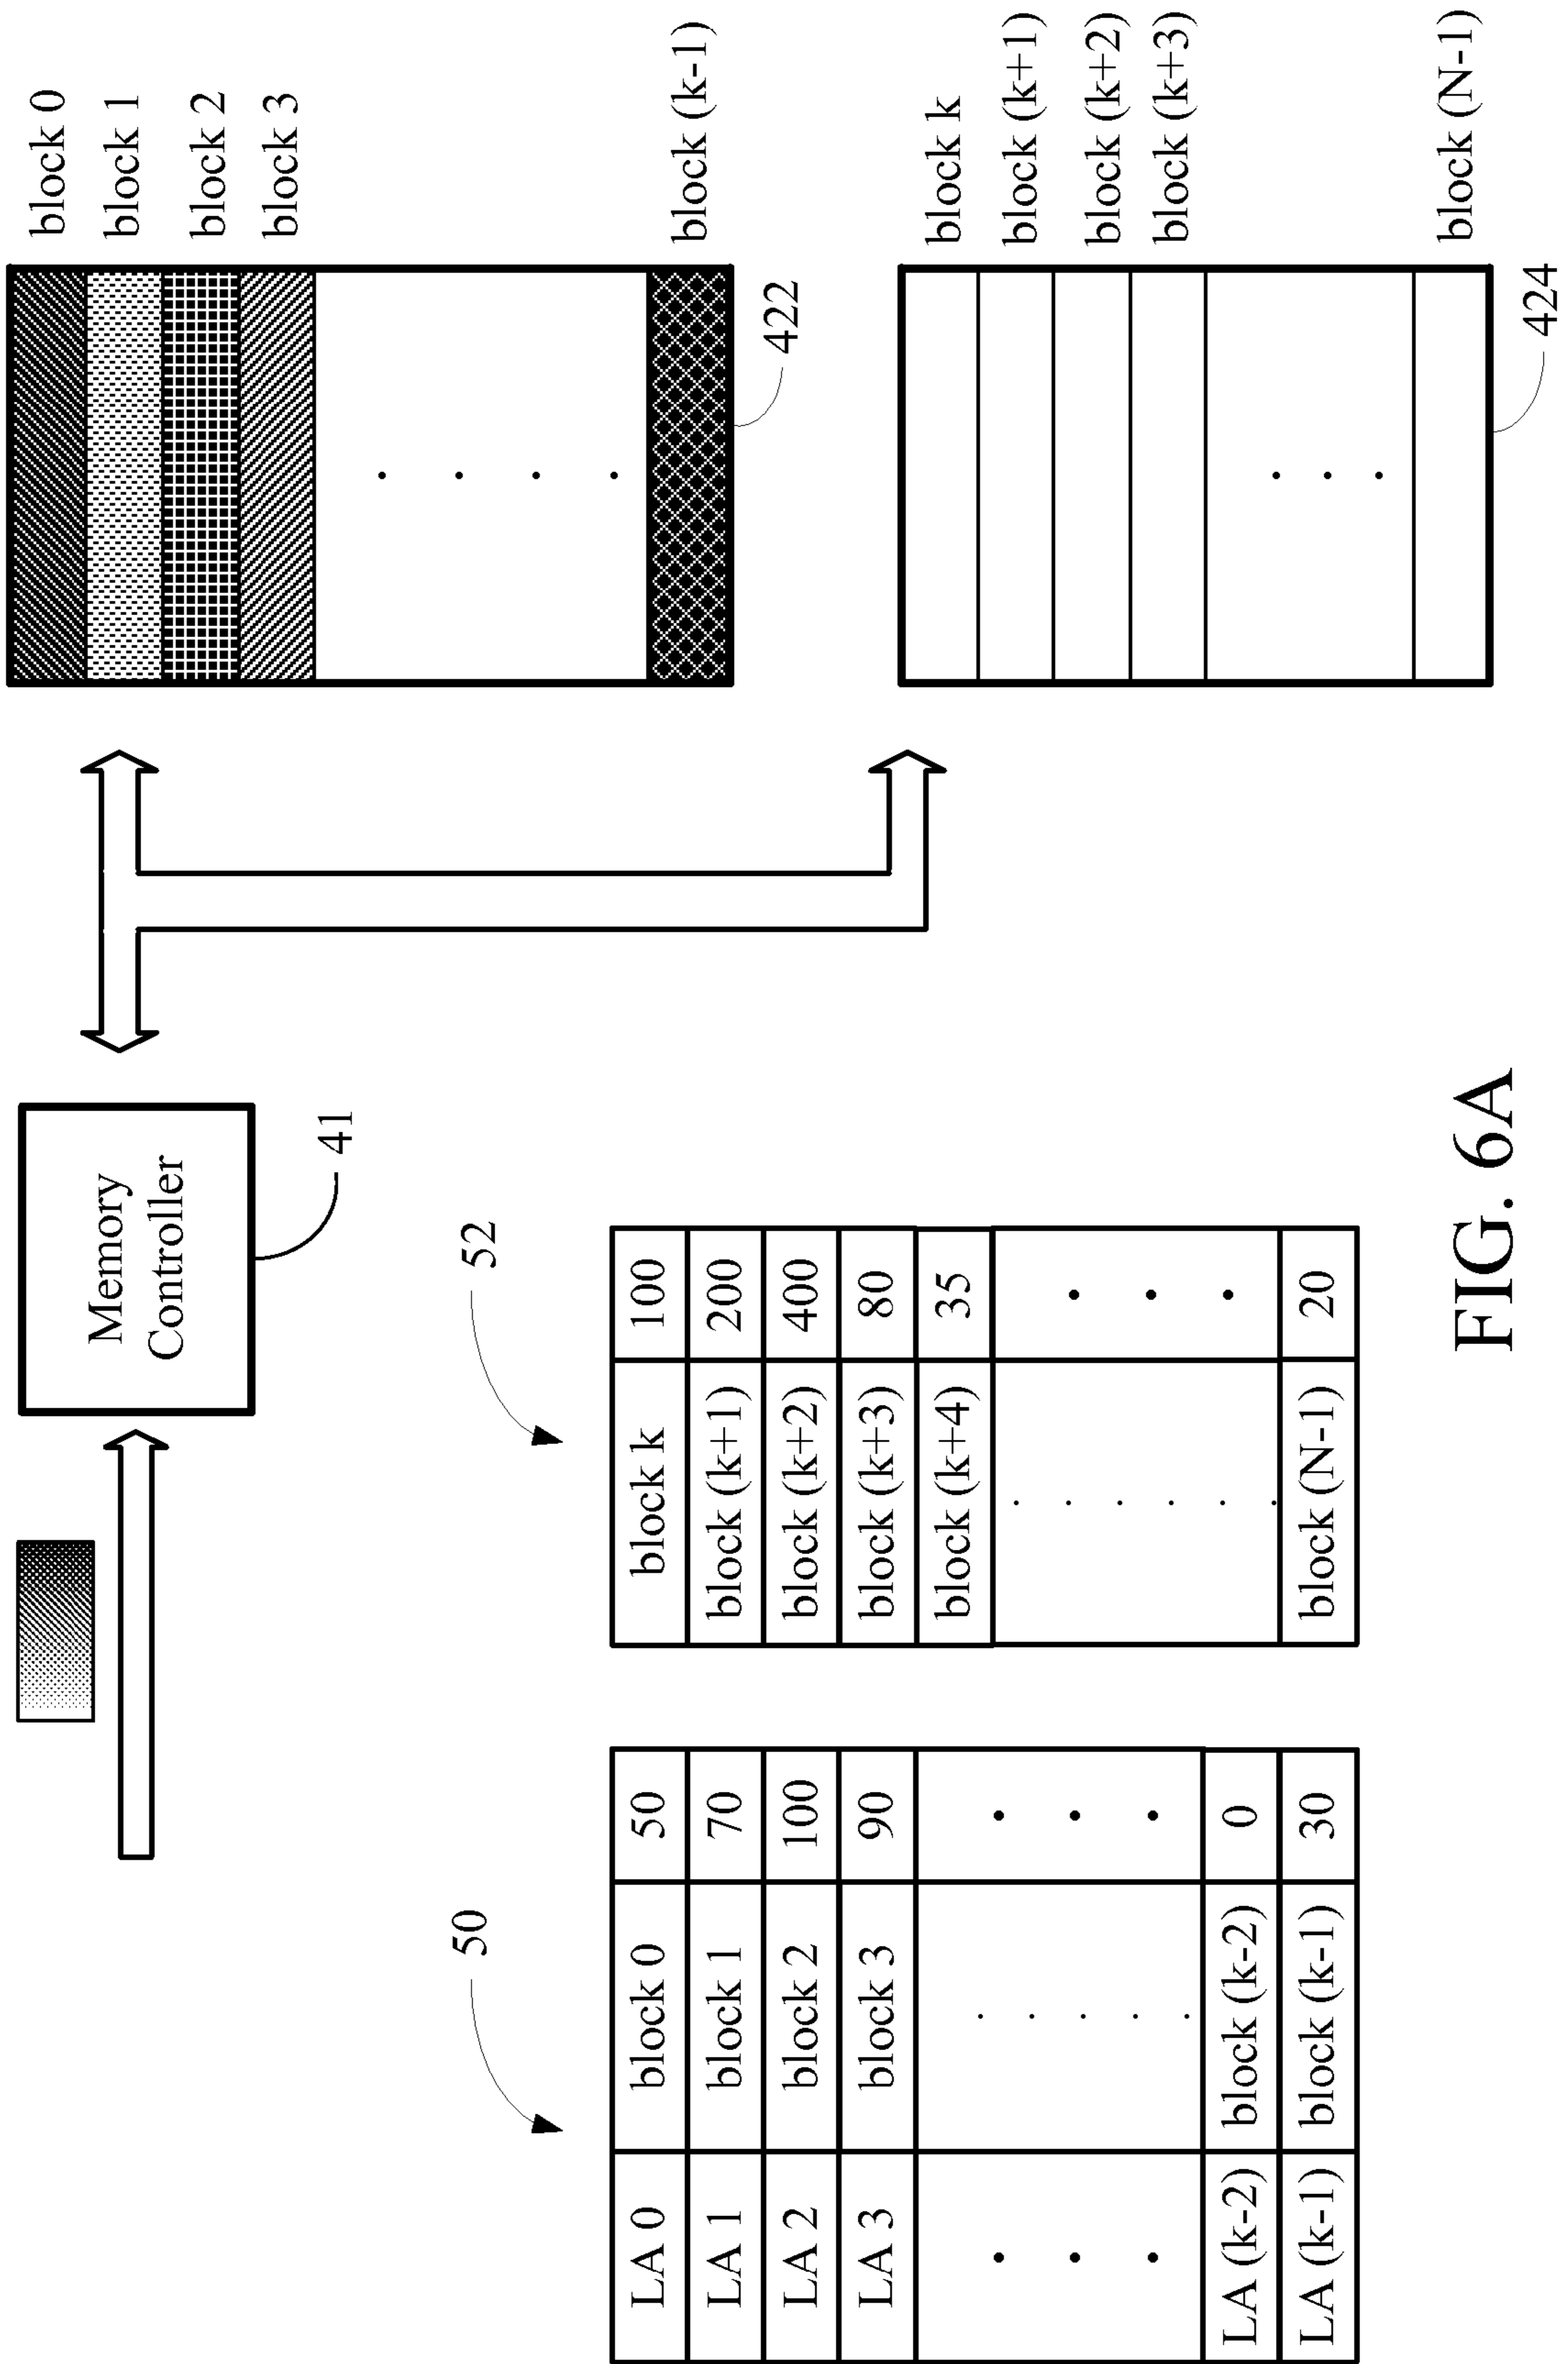 Memory
Controller
41
block 0
block 1
block 2
block 3
block (k-1)
422
block k
block (k+1)
block (k+2)
block (k+3)
block (N-1)
424
50
LA 0 block 0 50
LA 1 block 1 70
LA 2 block 2 100
LA 3 block 3 90
LA (k-2) block (k-2) 0
LA (k-1) block (k-1) 30
52
block k 100
block (k+1) 200
block (k+2) 400
block (k+3) 80
block (k+4) 35
block (N-1) 20
FIG. 6A